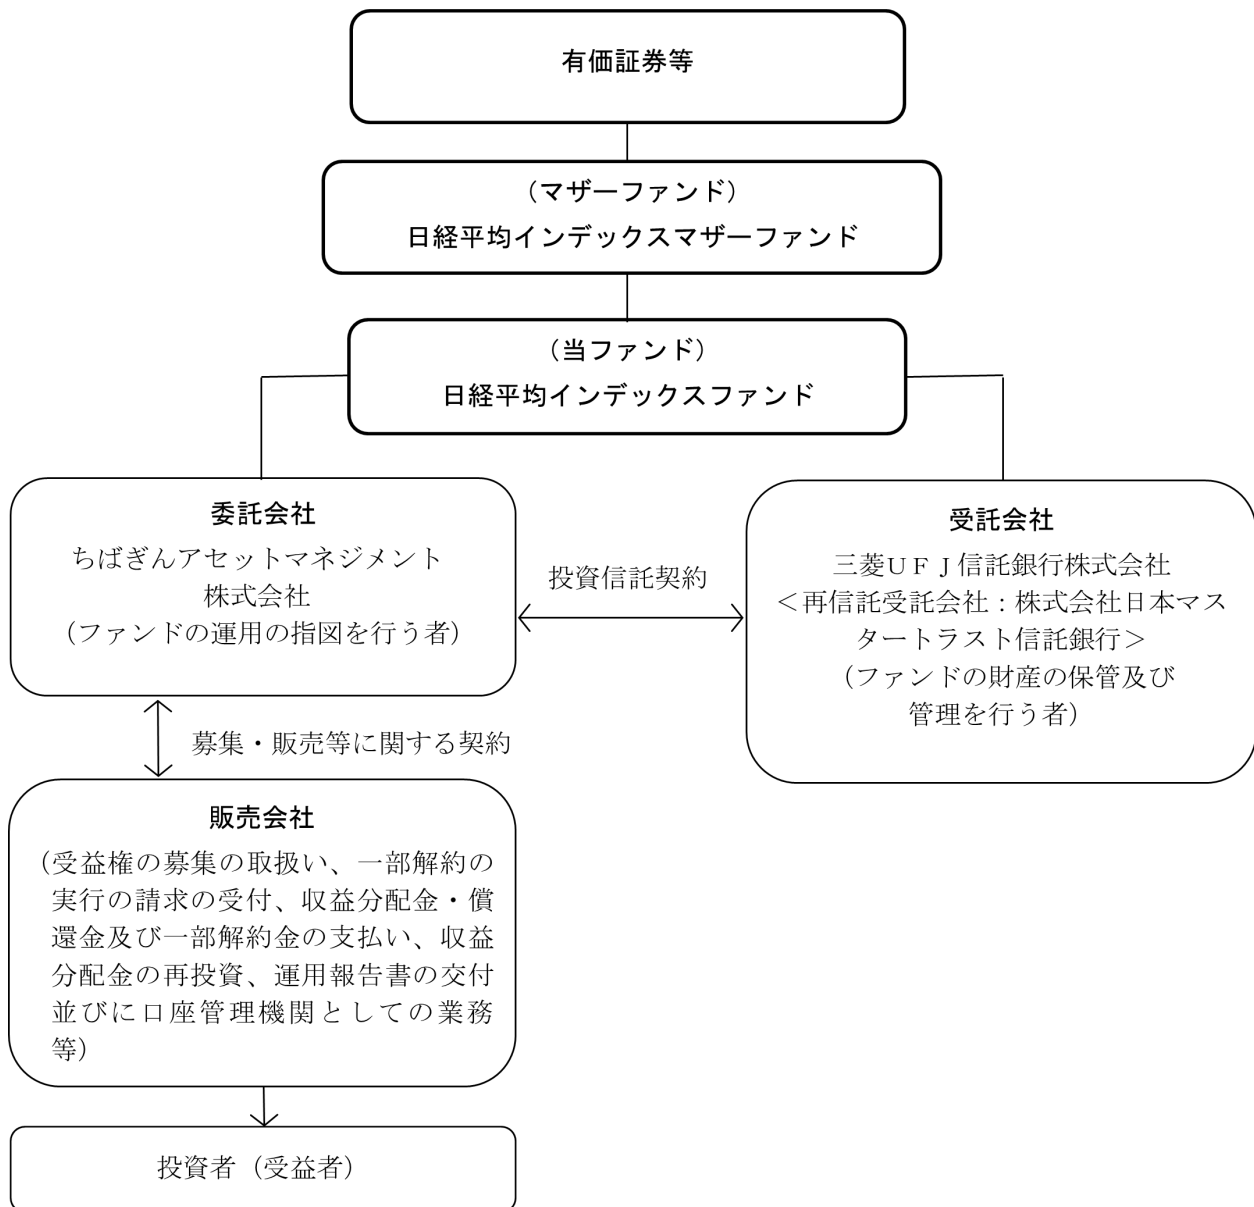 有価証券等
（マザーファンド）
日経平均インデックスマザーファンド
（当ファンド）
日経平均インデックスファンド
委託会社
ちばぎんアセットマネジメント
株式会社
（ファンドの運用の指図を行う者）
投資信託契約
受託会社
三菱ＵＦＪ信託銀行株式会社
＜再信託受託会社：株式会社日本マス
タートラスト信託銀行＞
（ファンドの財産の保管及び
管理を行う者）
募集・販売等に関する契約
販売会社
（受益権の募集の取扱い、一部解約の
実行の請求の受付、収益分配金・償
還金及び一部解約金の支払い、収益
分配金の再投資、運用報告書の交付
並びに口座管理機関としての業務
等）
投資者（受益者）